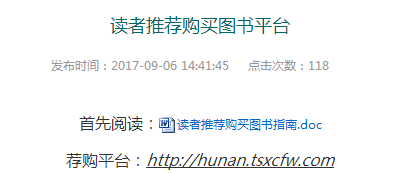 读者推荐购买图书平台
发布时间：2017-09-06 14:41:45 点击次数：118
首先阅读：读者推荐购买图书指南.doc
荐购平台：http://hunan.tsxcfw.com